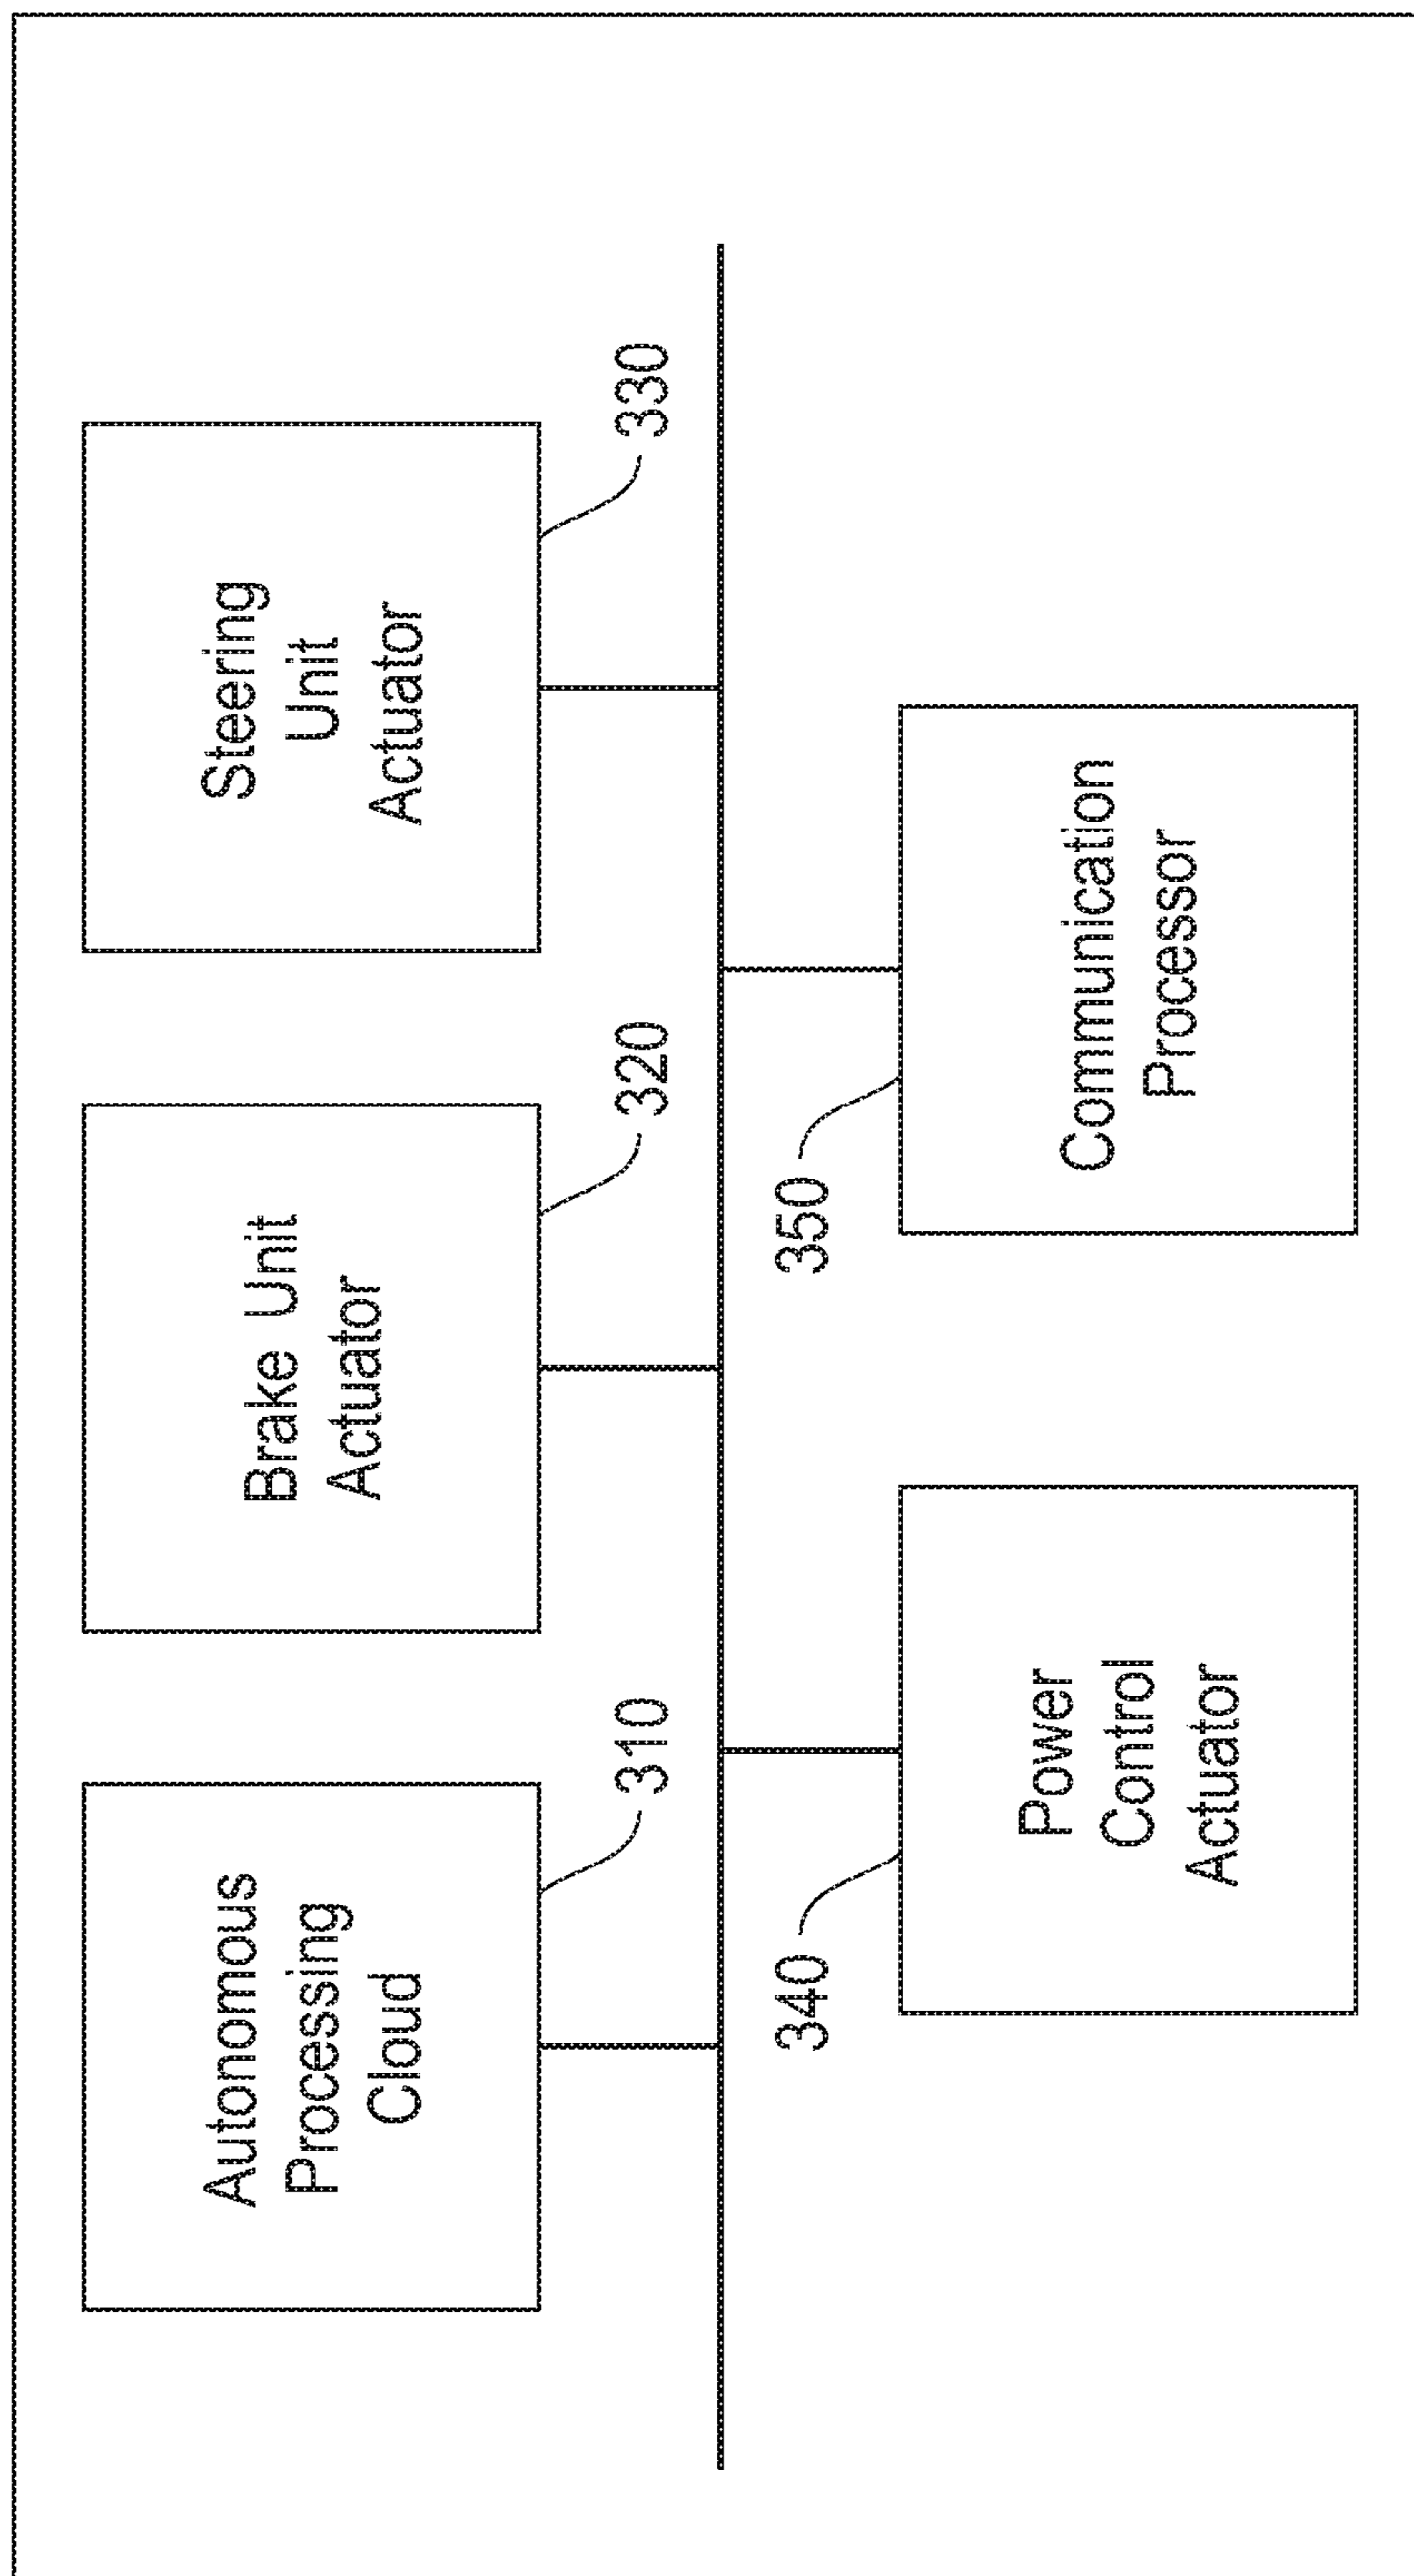 Autonomous
Processing
Cloud
310
Brake Unit
Actuator
320
Steering
Unit
Actuator
330
340
Power
Control
Actuator
350
Communication
Processor